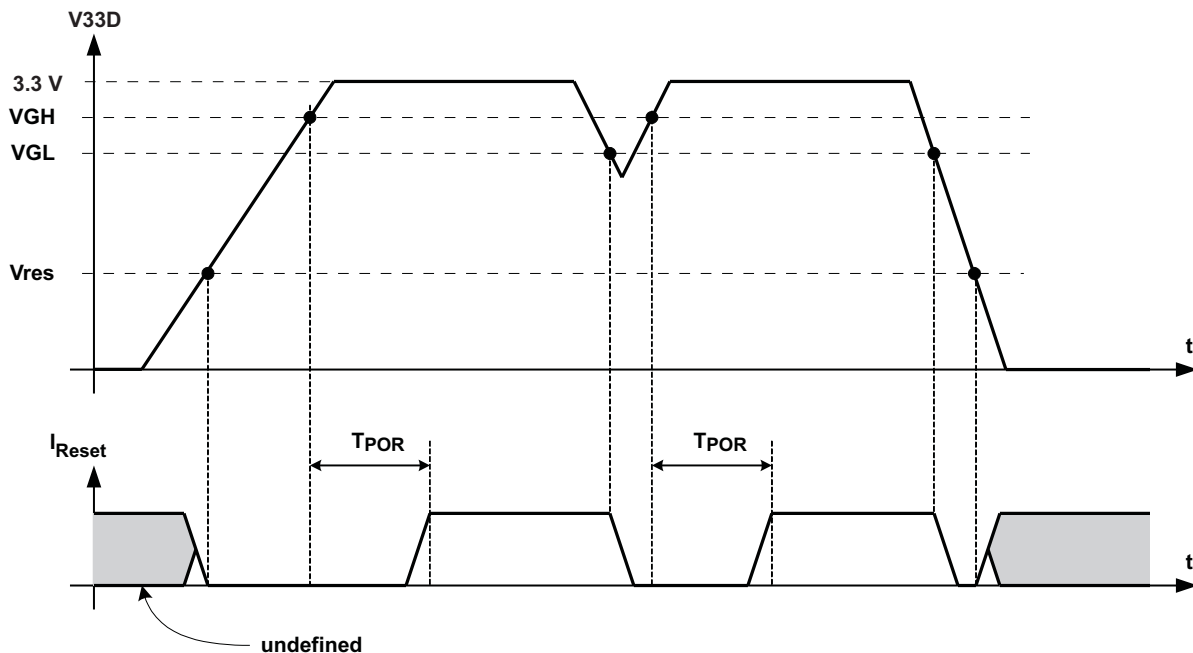 V33D
3.3 V
VGH
VGL
Vres
t
IReset
TPOR
TPOR
t
undefined